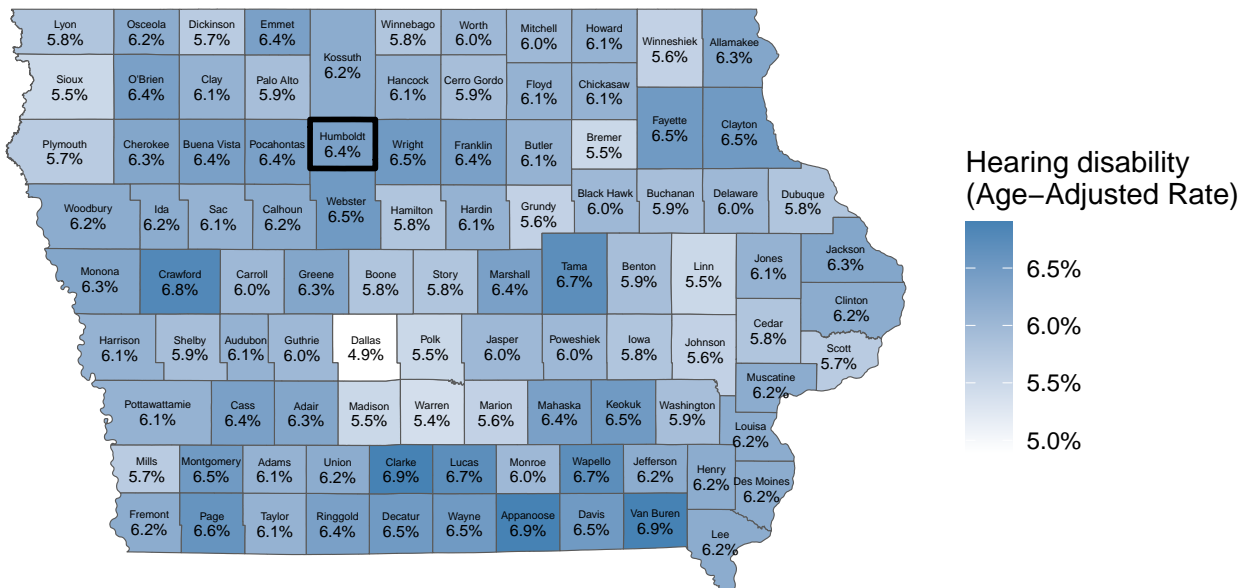 Lyon
5.8%
Osceola
6.2%
Dickinson
5.7%
Emmet
6.4%
Kossuth
6.2%
Winnebago
5.8%
Worth
6.0%
Mitchell
6.0%
Howard
6.1%
Winneshiek
5.6%
Allamakee
6.3%
Sioux
5.5%
O'Brien
6.4%
Clay
6.1%
Palo Alto
5.9%
Hancock
6.1%
Cerro Gordo
5.9%
Floyd
6.1%
Chickasaw
6.1%
Plymouth
5.7%
Cherokee
6.3%
Buena Vista
6.4%
Pocahontas
6.4%
Humboldt
6.4%
Wright
6.5%
Franklin
6.4%
Butler
6.1%
Bremer
5.5%
Fayette
6.5%
Clayton
6.5%
Woodbury
6.2%
Ida
6.2%
Sac
6.1%
Calhoun
6.2%
Webster
6.5%
Hamilton
5.8%
Hardin
6.1%
Grundy
5.6%
Black Hawk
6.0%
Buchanan
5.9%
Delaware
6.0%
Dubuque
5.8%
Monona
6.3%
Crawford
6.8%
Carroll
6.0%
Greene
6.3%
Boone
5.8%
Story
5.8%
Marshall
6.4%
Tama
6.7%
Benton
5.9%
Linn
5.5%
Jones
6.1%
Jackson
6.3%
Clinton
6.2%
Harrison
6.1%
Shelby
5.9%
Audubon
6.1%
Guthrie
6.0%
Dallas
4.9%
Polk
5.5%
Jasper
6.0%
Poweshiek
6.0%
Iowa
5.8%
Johnson
5.6%
Cedar
5.8%
Scott
5.7%
Muscatine
6.2%
Pottawattamie
6.1%
Cass
6.4%
Adair
6.3%
Madison
5.5%
Warren
5.4%
Marion
5.6%
Mahaska
6.4%
Keokuk
6.5%
Washington
5.9%
Louisa
6.2%
Mills
5.7%
Montgomery
6.5%
Adams
6.1%
Union
6.2%
Clarke
6.9%
Lucas
6.7%
Monroe
6.0%
Wapello
6.7%
Jefferson
6.2%
Henry
6.2%
Des Moines
6.2%
Fremont
6.2%
Page
6.6%
Taylor
6.1%
Ringgold
6.4%
Decatur
6.5%
Wayne
6.5%
Appanoose
6.9%
Davis
6.5%
Van Buren
6.9%
Lee
6.2%
Hearing disability
(Age−Adjusted Rate)
6.5%
6.0%
5.5%
5.0%